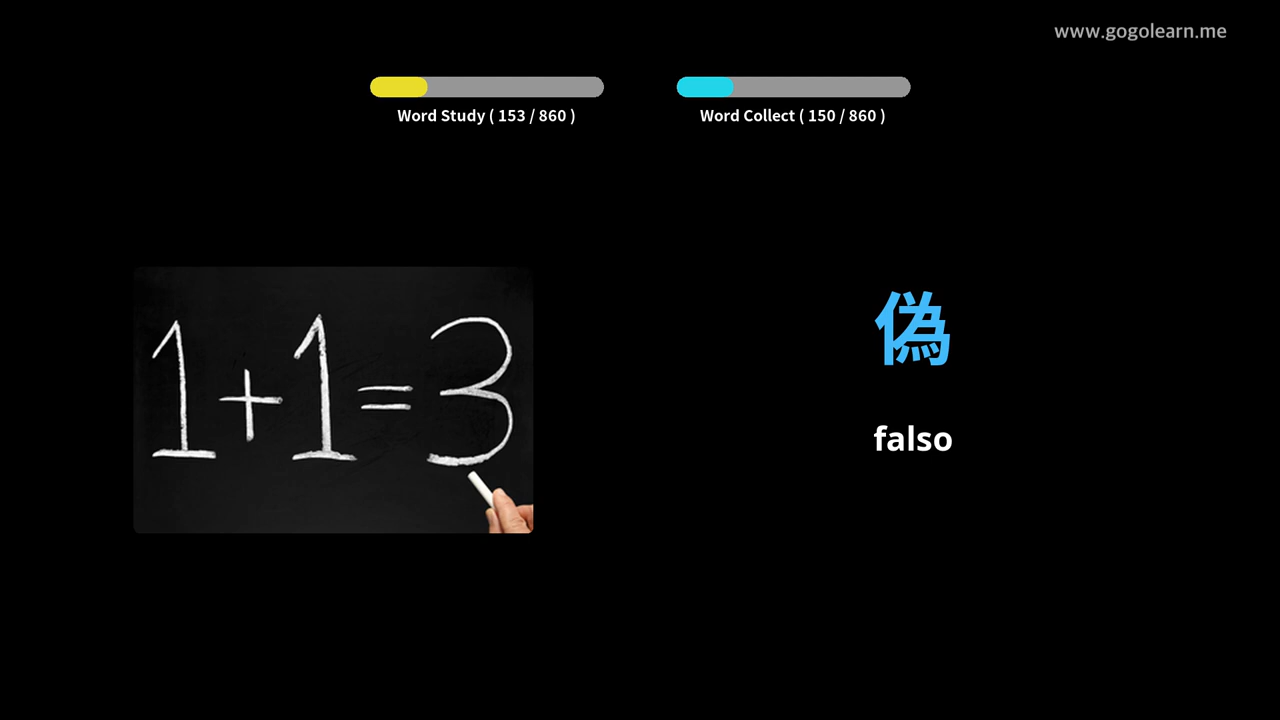 www.gogolearn.me
Word Study ( 153 / 860 )
Word Collect ( 150 / 860 )
1+1=3
偽
falso